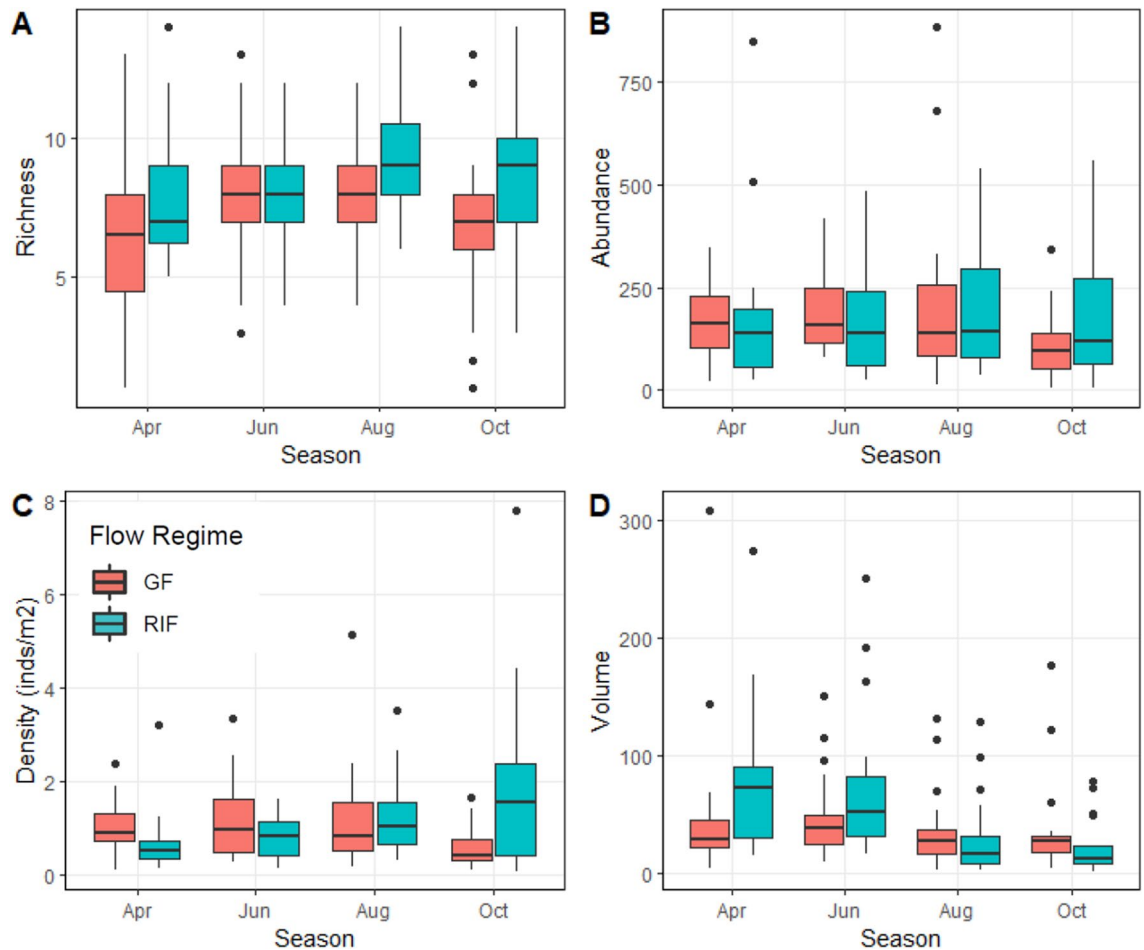 A
Richness
10
5
Apr Jun Aug Oct
Season
B
Abundance
750
500
250
0
Apr Jun Aug Oct
Season
C
Density (inds/m2)
8
6
4
2
0
Flow Regime
GF
RIF
Apr Jun Aug Oct
Season
D
Volume
300
200
100
0
Apr Jun Aug Oct
Season